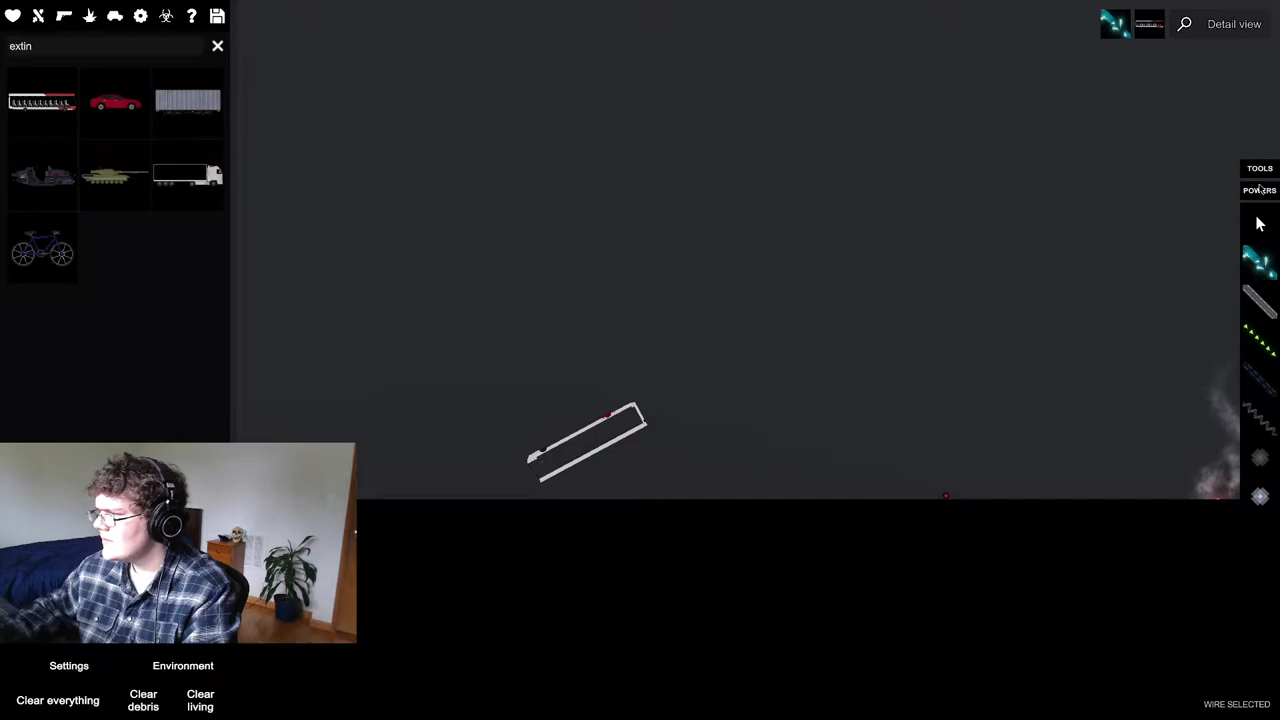 extin
Detail view
TOOLS
POWERS
Settings
Environment
Clear everything
Clear debris
Clear living
WIRE SELECTED